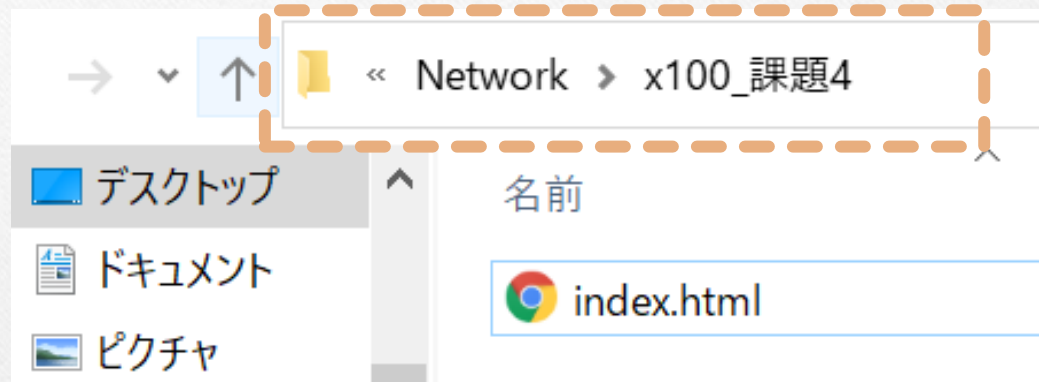 « Network > x100_課題4
デスクトップ
名前
ドキュメント
index.html
ピクチャ